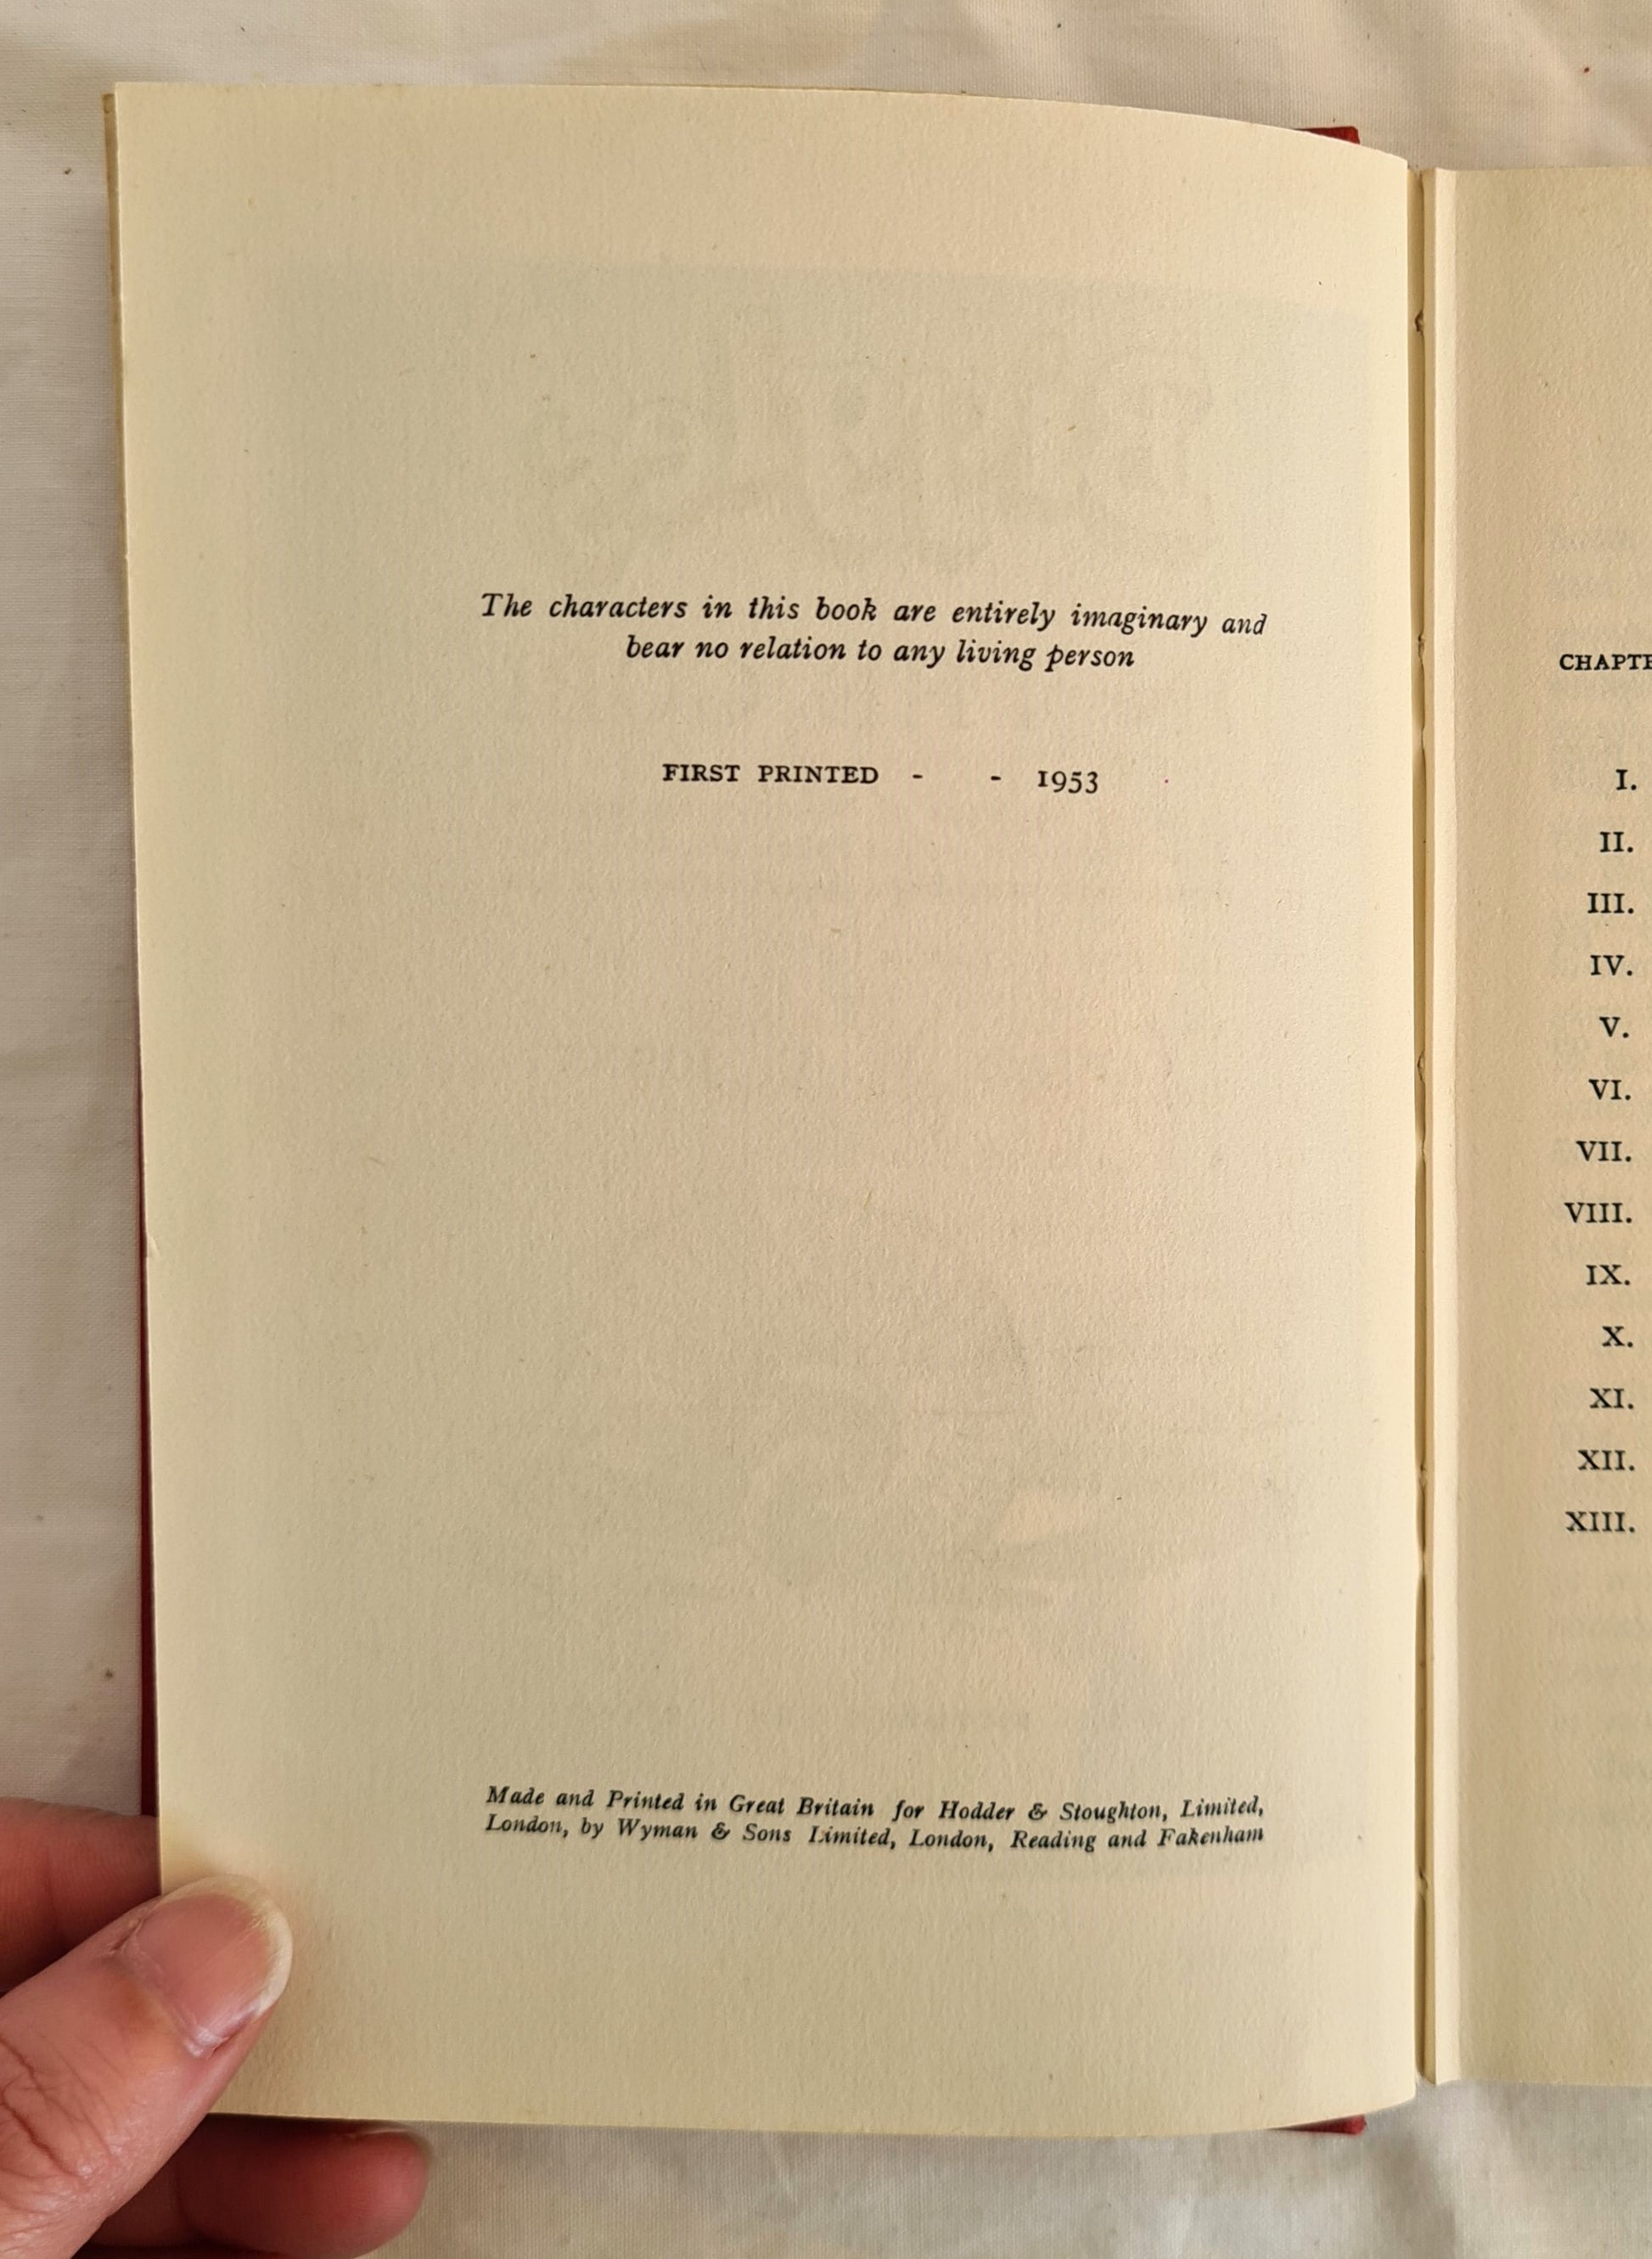 The characters in this book are entirely imaginary and
bear no relation to any living person
FIRST PRINTED - - 1953
Made and Printed in Great Britain for Hodder & Stoughton, Limited,
London, by Wyman & Sons Limited, London, Reading and Fakenham
CHAPTE
I.
II.
III.
IV.
V.
VI.
VII.
VIII.
IX.
X.
XI.
XII.
XIII.